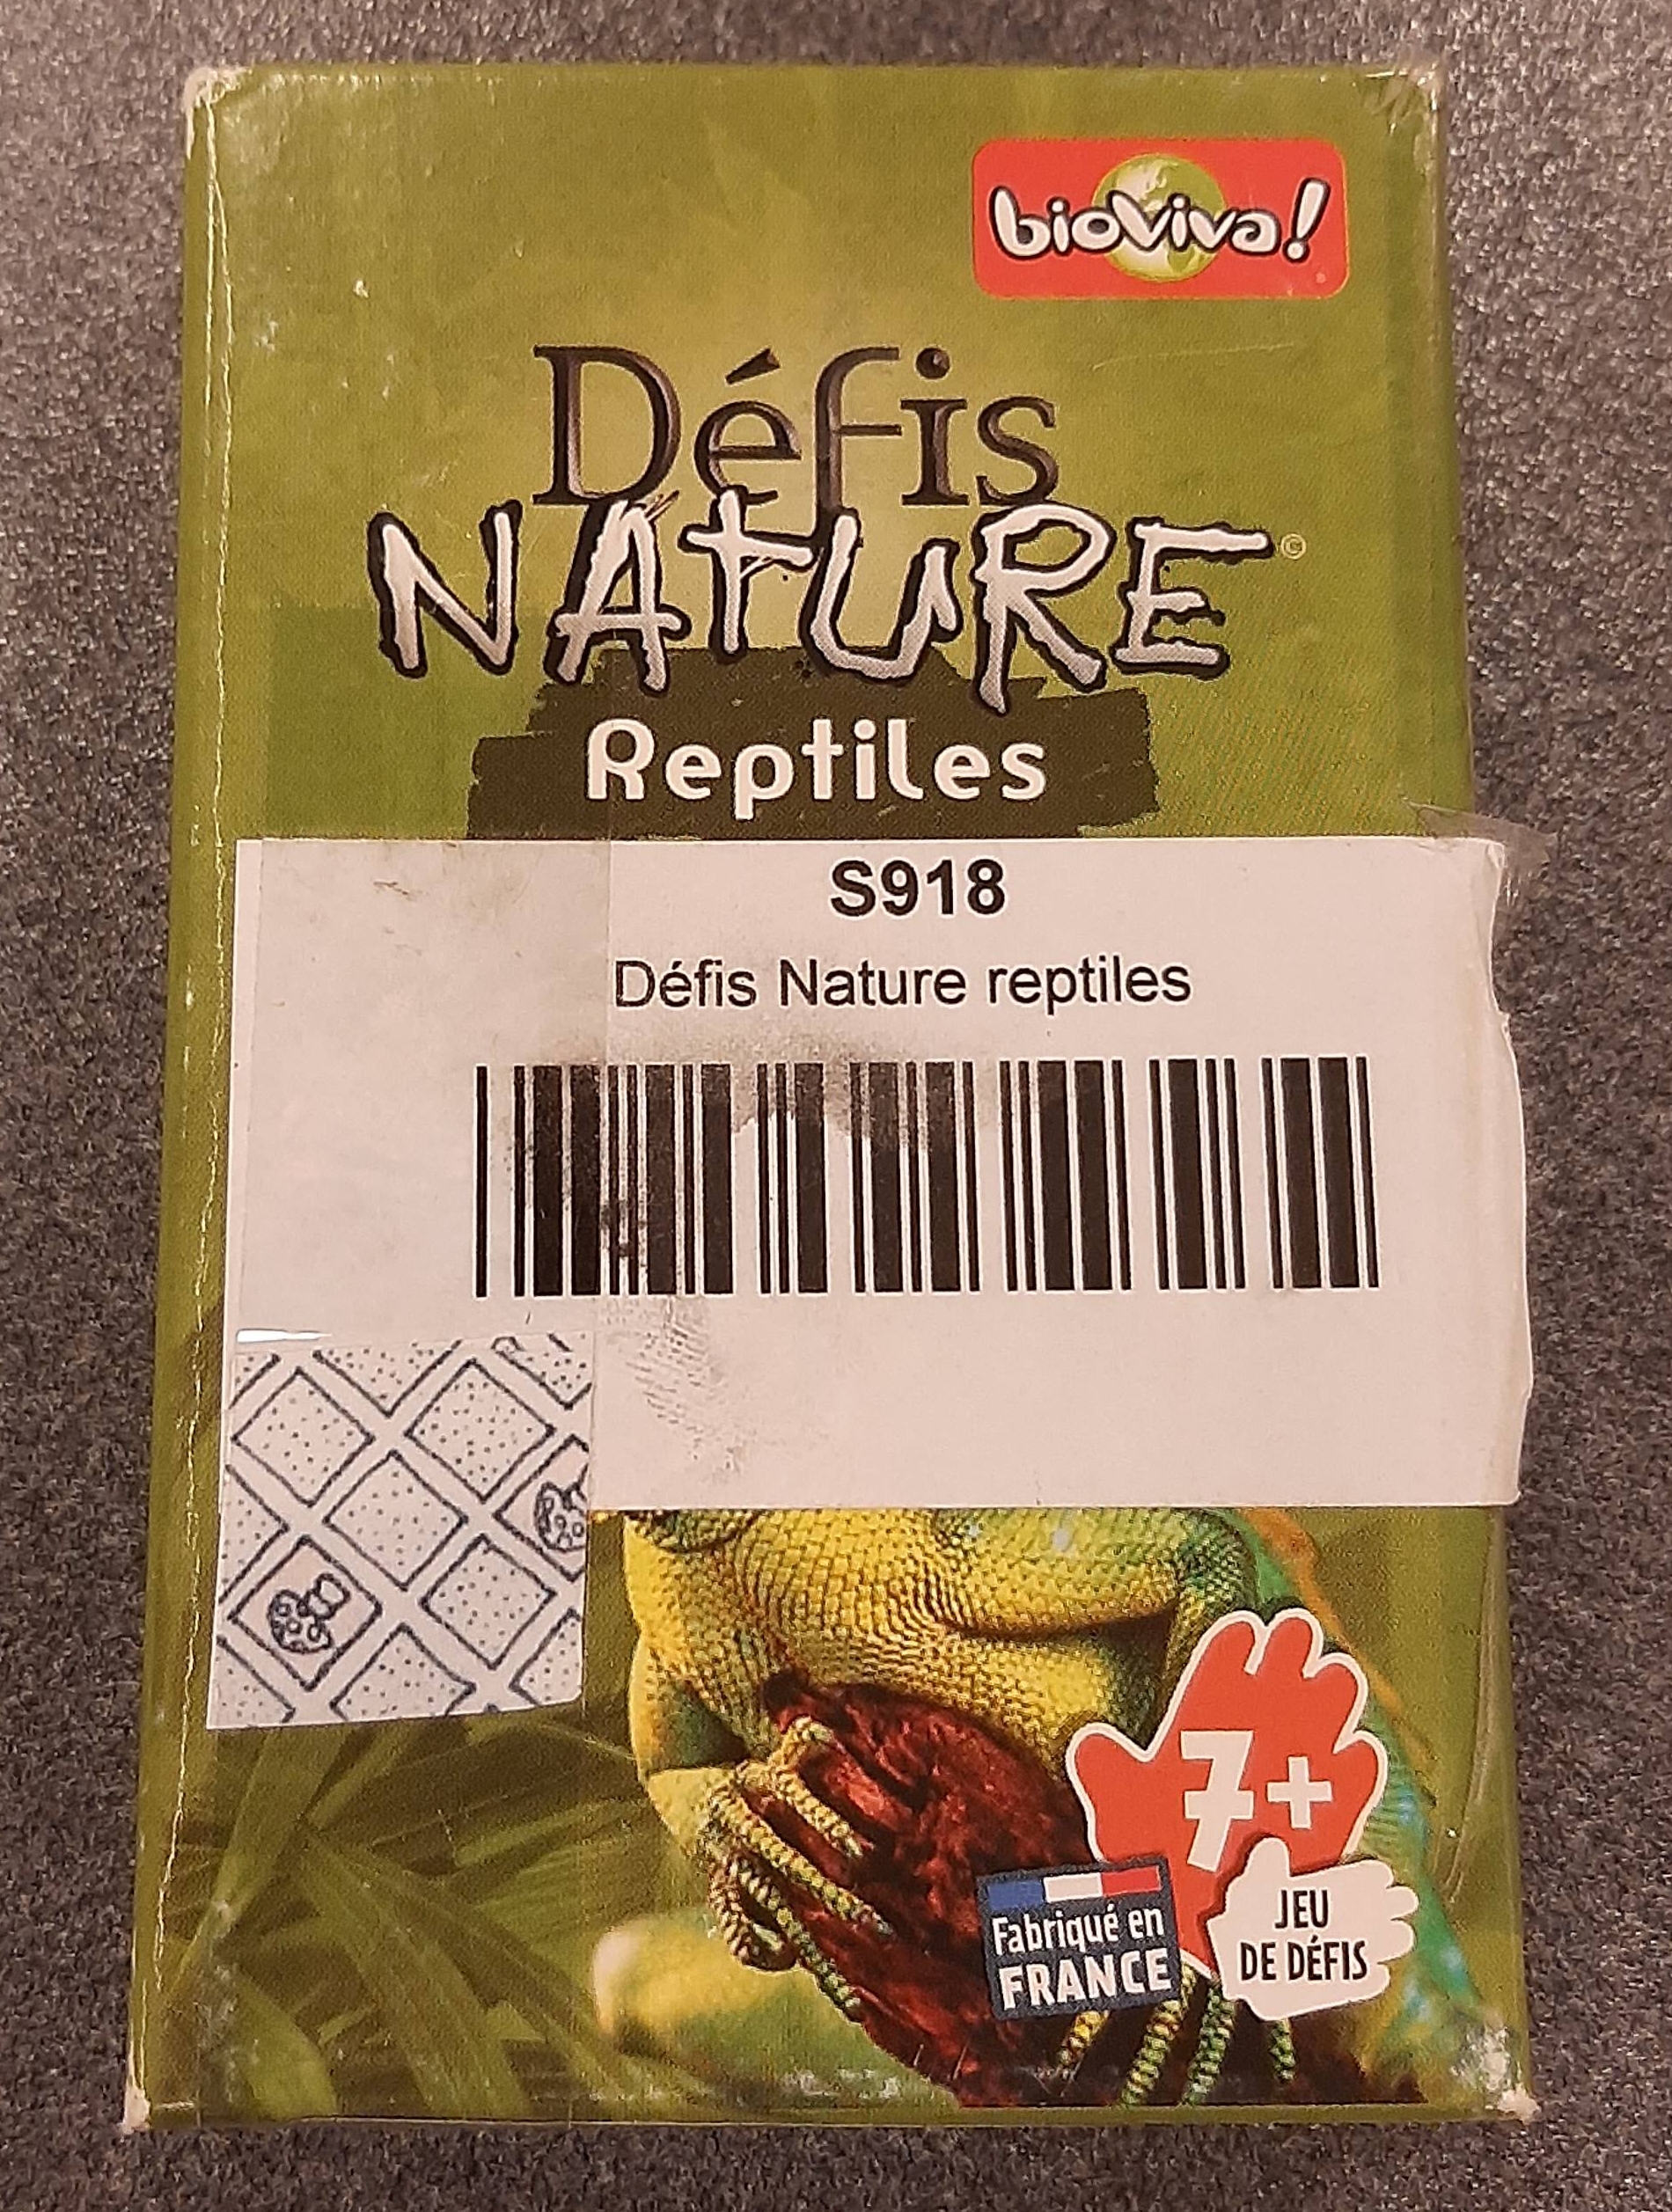 bioviva!
Défis
NATURE©
Reptiles
S918
Défis Nature reptiles
7+
Fabriqué en
FRANCE
JEU
DE DÉFIS